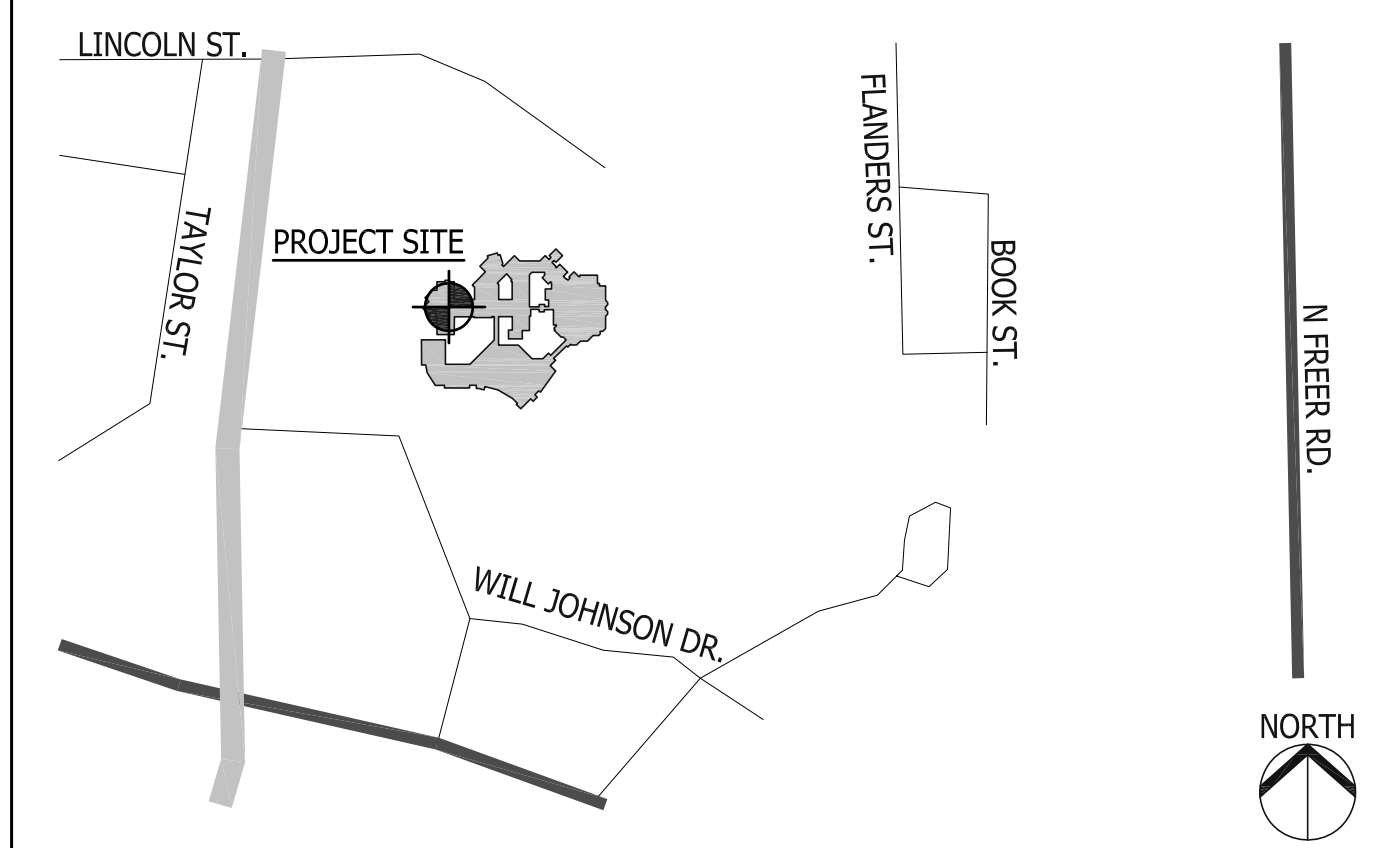 LINCOLN ST.
FLANDERS ST.
TAYLOR ST.
PROJECT SITE
BOOK ST.
N FREER RD.
WILL JOHNSON DR.
NORTH